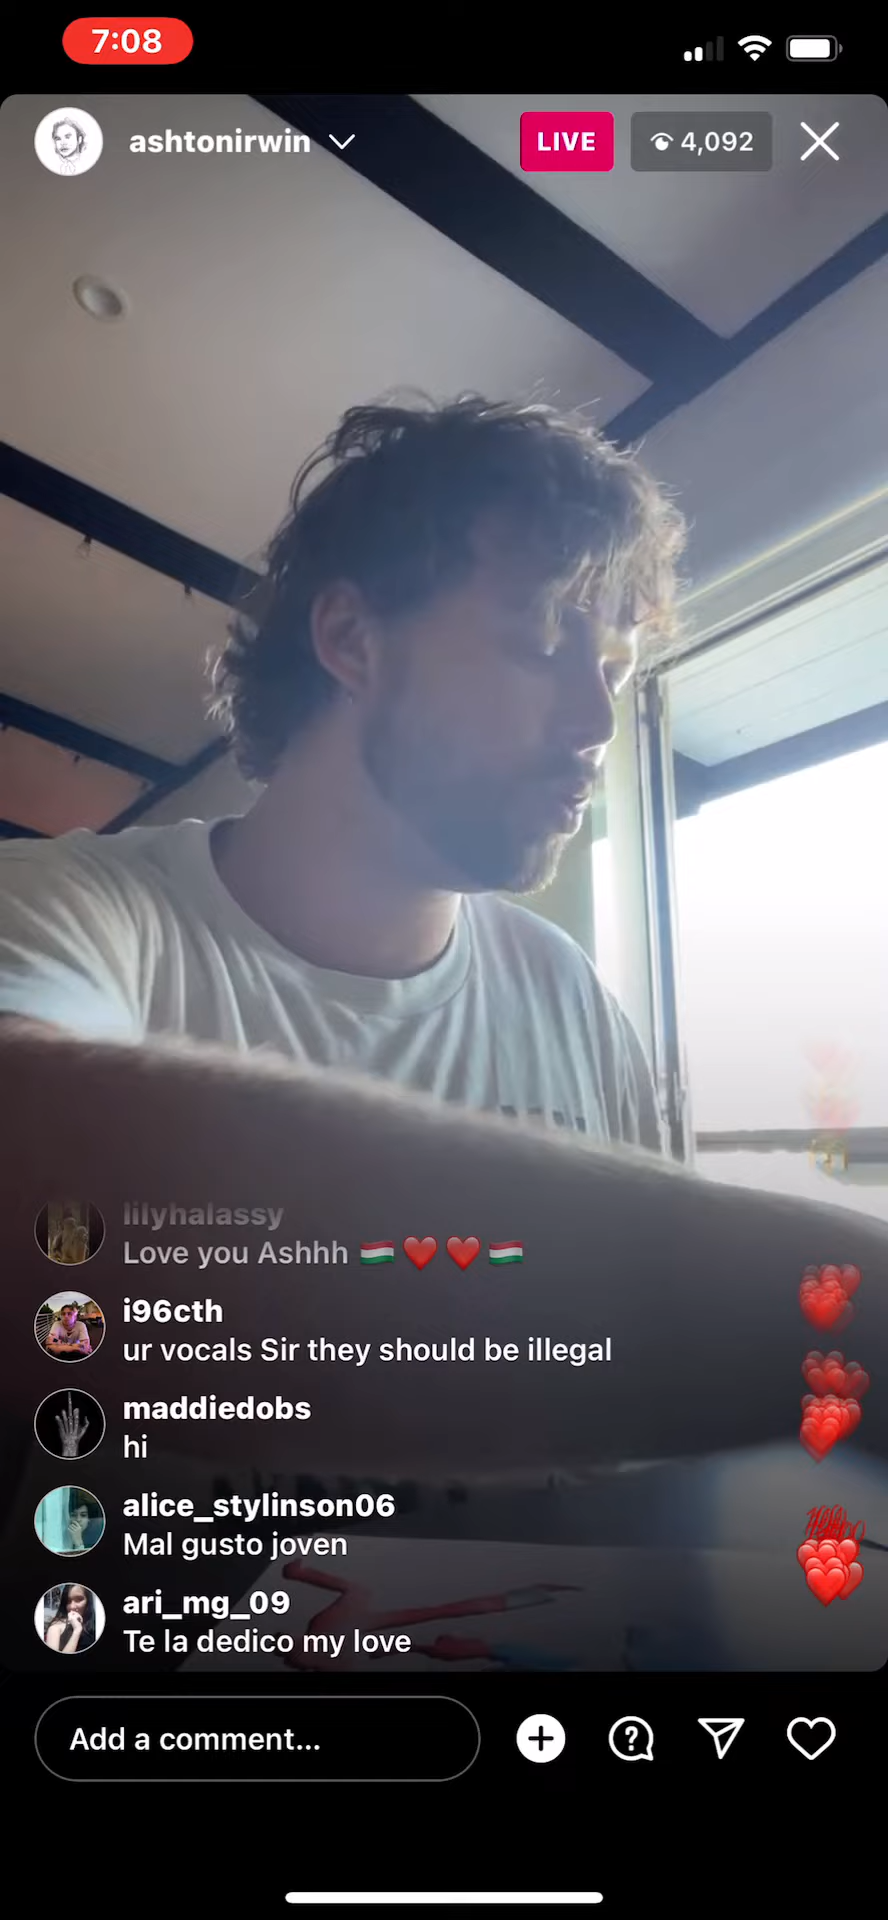 7:08
ashtonirwin
LIVE
4,092
lilyhalassy
Love you Ashhh 🇭🇺❤️❤️🇭🇺
i96cth
ur vocals Sir they should be illegal
maddiedobs
hi
alice_stylinson06
Mal gusto joven
ari_mg_09
Te la dedico my love
Add a comment...